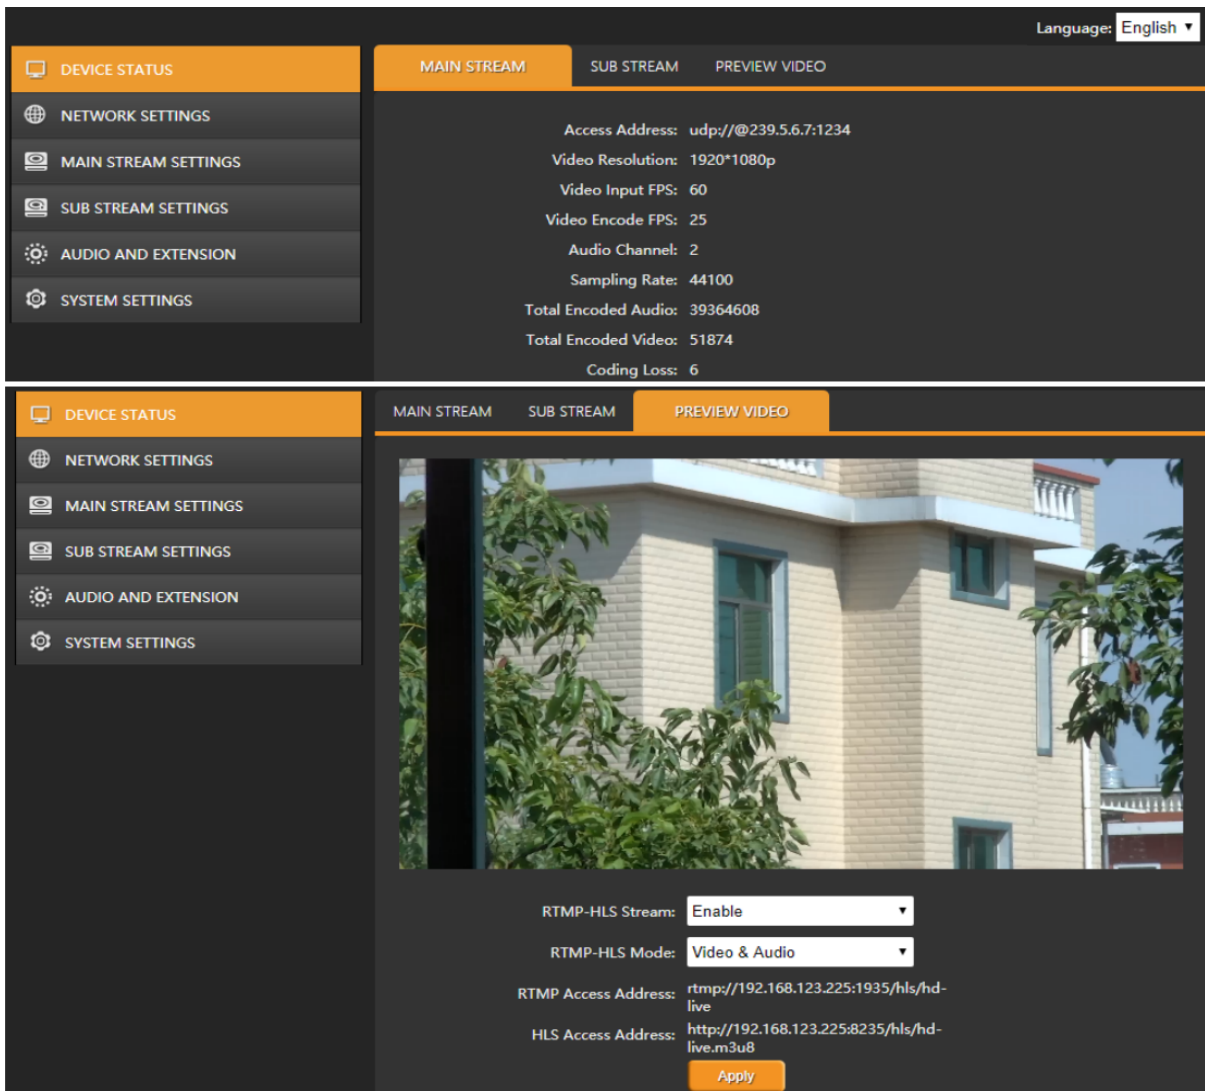 Language: English
DEVICE STATUS
NETWORK SETTINGS
MAIN STREAM SETTINGS
SUB STREAM SETTINGS
AUDIO AND EXTENSION
SYSTEM SETTINGS
MAIN STREAM SUB STREAM PREVIEW VIDEO
Access Address: udp://@239.5.6.7:1234
Video Resolution: 1920*1080p
Video Input FPS: 60
Video Encode FPS: 25
Audio Channel: 2
Sampling Rate: 44100
Total Encoded Audio: 39364608
Total Encoded Video: 51874
Coding Loss: 6
DEVICE STATUS
NETWORK SETTINGS
MAIN STREAM SETTINGS
SUB STREAM SETTINGS
AUDIO AND EXTENSION
SYSTEM SETTINGS
MAIN STREAM SUB STREAM PREVIEW VIDEO
RTMP-HLS Stream: Enable
RTMP-HLS Mode: Video & Audio
RTMP Access Address: rtmp://192.168.123.225:1935/hls/hd-
live
HLS Access Address: http://192.168.123.225:8235/hls/hd-
live.m3u8
Apply